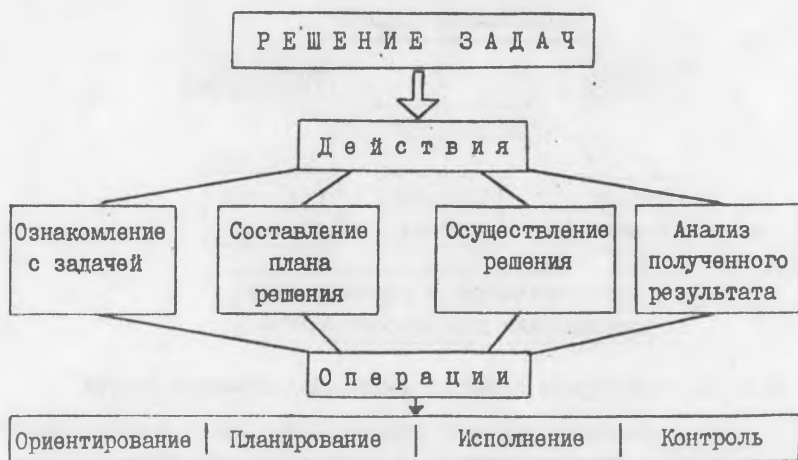 РЕШЕНИЕ ЗАДАЧ
Действия
Ознакомление
с задачей
Составление
плана
решения
Осуществление
решения
Анализ
полученного
результата
Операции
Ориентирование | Планирование | Исполнение | Контроль